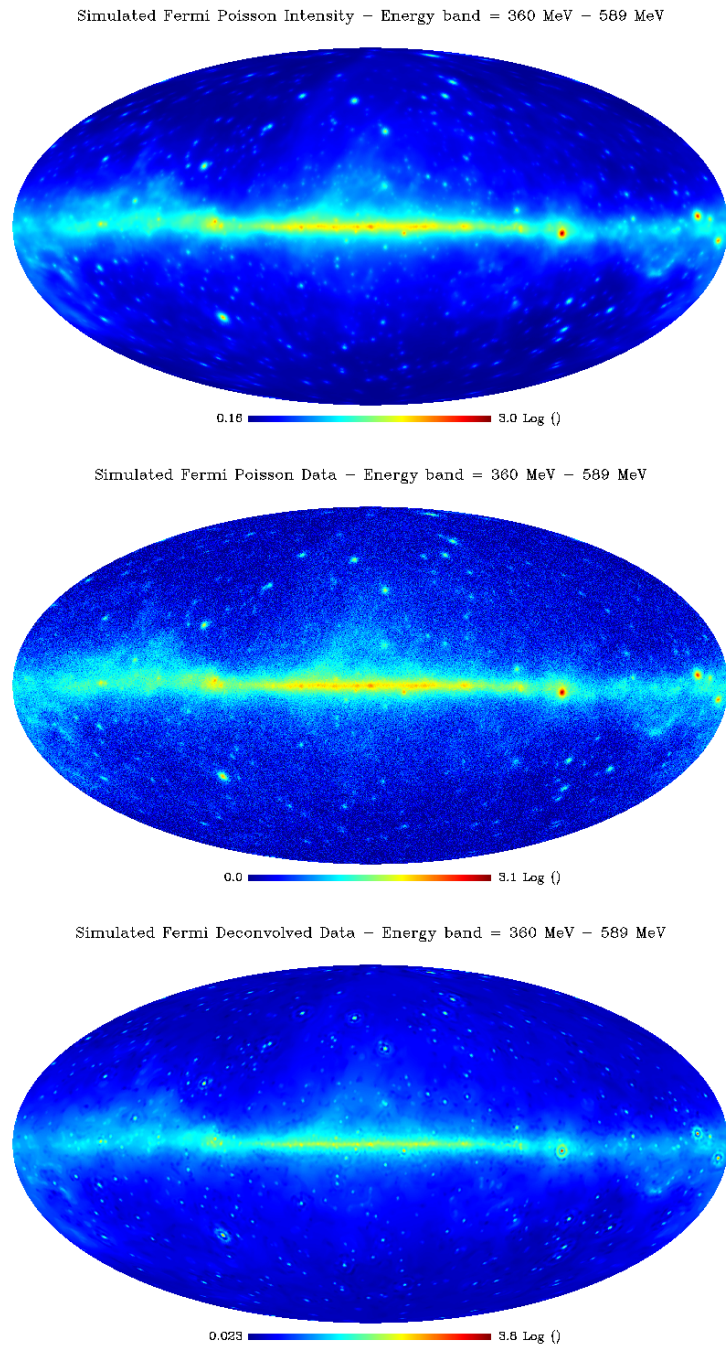 Simulated Fermi Poisson Intensity – Energy band = 360 MeV – 589 MeV
0.16 3.0 Log ()
Simulated Fermi Poisson Data – Energy band = 360 MeV – 589 MeV
0.0 3.1 Log ()
Simulated Fermi Deconvolved Data – Energy band = 360 MeV – 589 MeV
0.023 3.8 Log ()